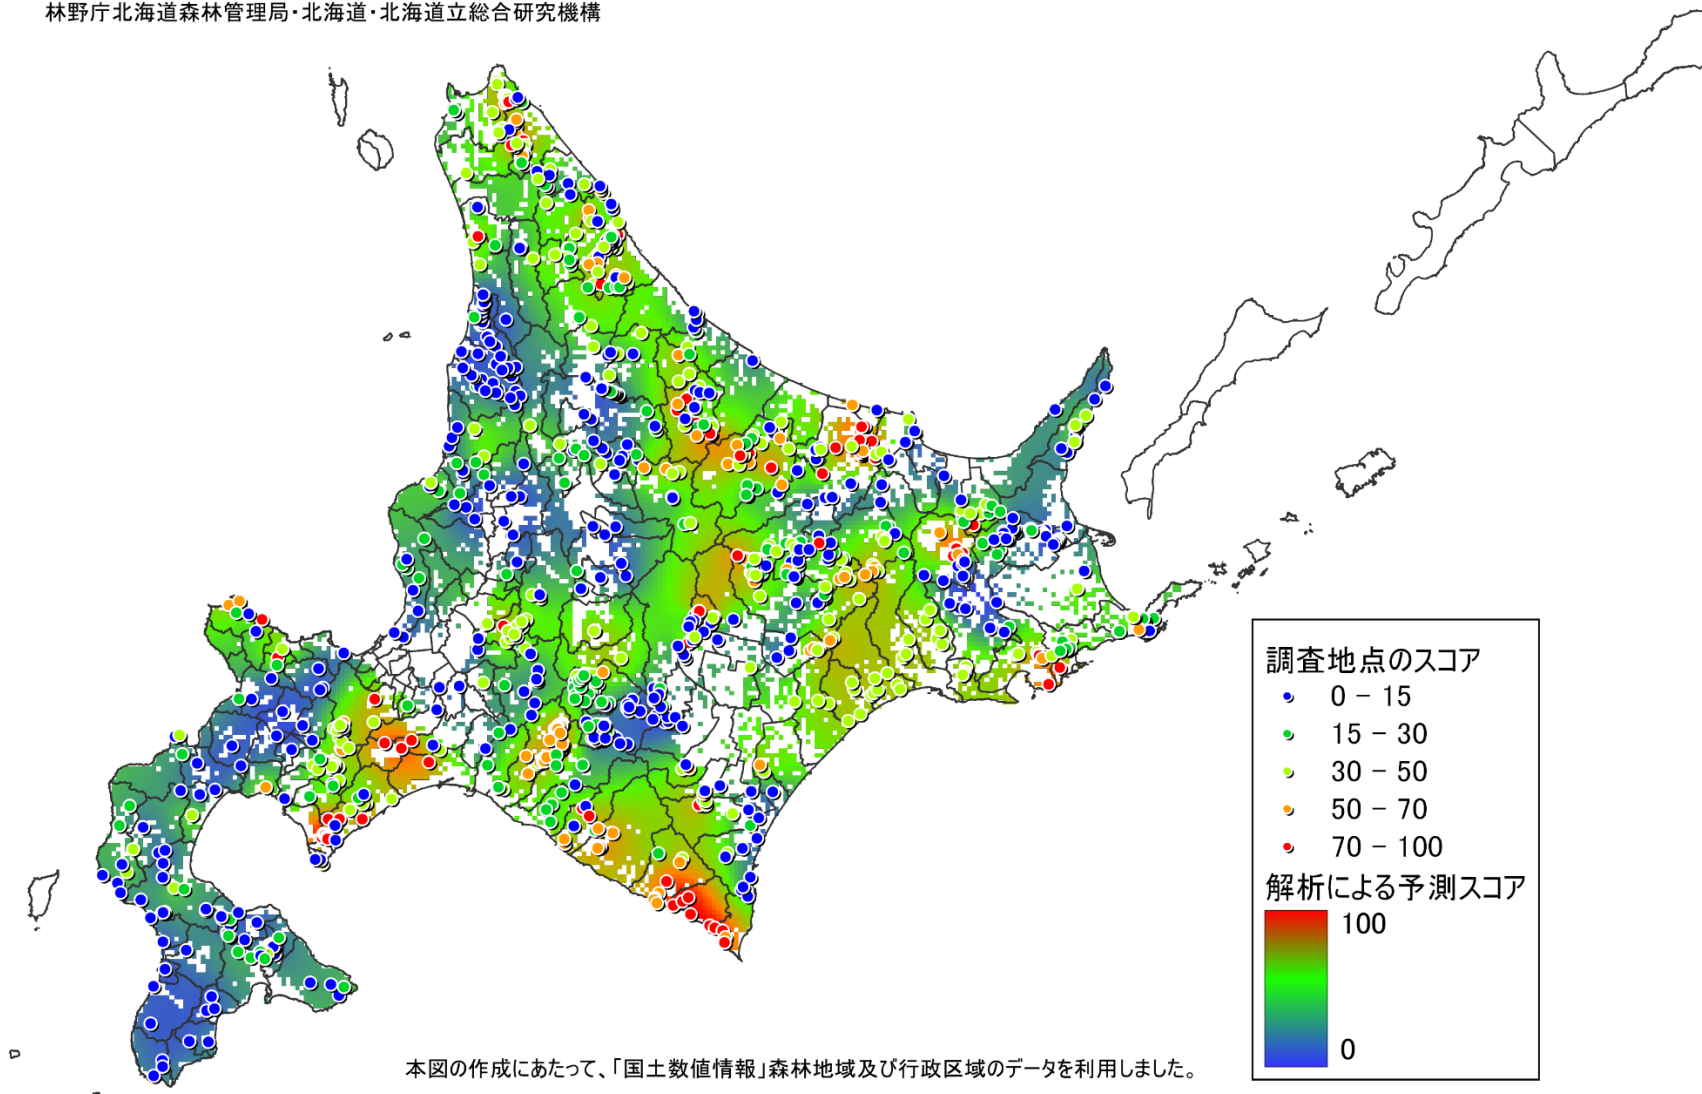 林野庁北海道森林管理局・北海道・北海道立総合研究機構
調査地点のスコア
0 − 15
15 − 30
30 − 50
50 − 70
70 − 100
解析による予測スコア
100
0
本図の作成にあたって、「国土数値情報」森林地域及び行政区域のデータを利用しました。